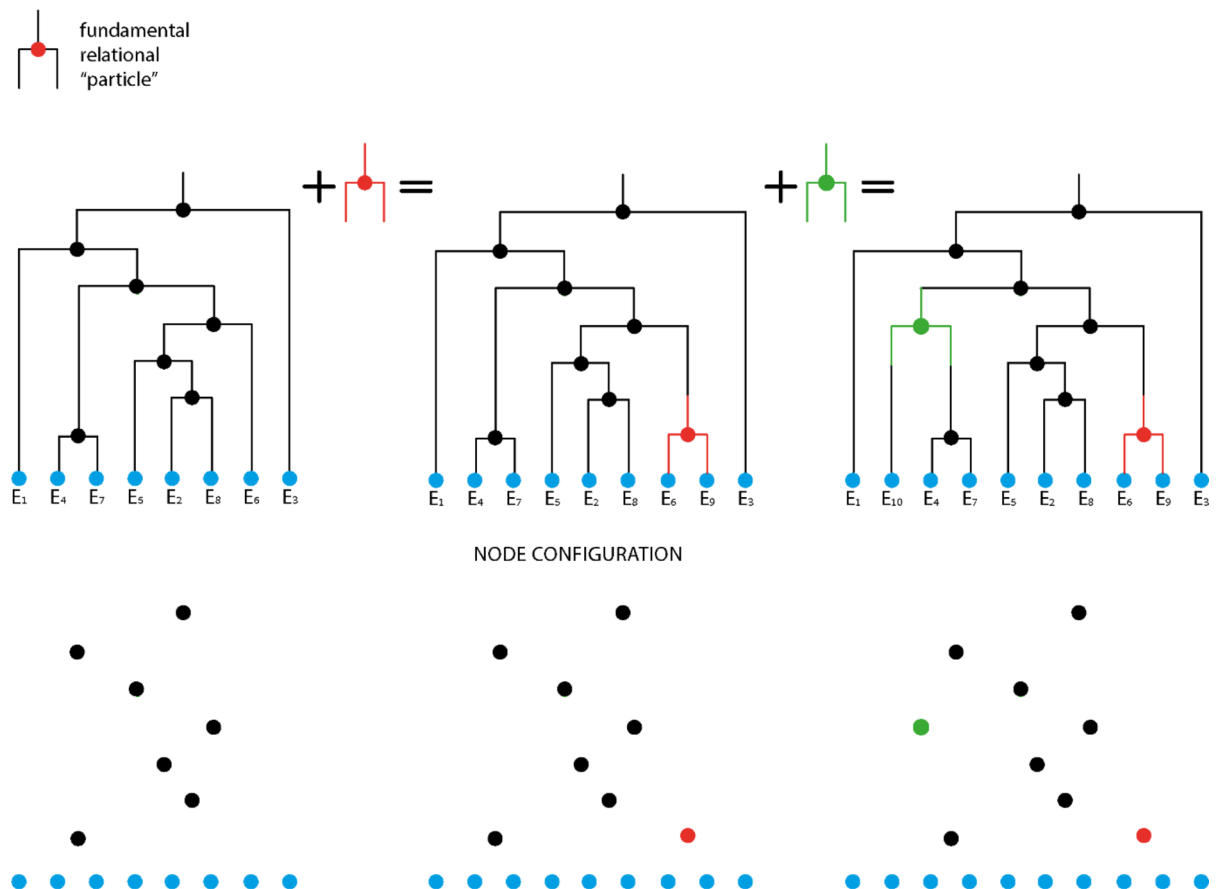 fundamental
relational
“particle”
+ =
+ =
E₁ E₄ E₇ E₅ E₂ E₈ E₆ E₃
E₁ E₄ E₇ E₅ E₂ E₈ E₆ E₉ E₃
E₁ E₁₀ E₄ E₇ E₅ E₂ E₈ E₆ E₉ E₃
NODE CONFIGURATION